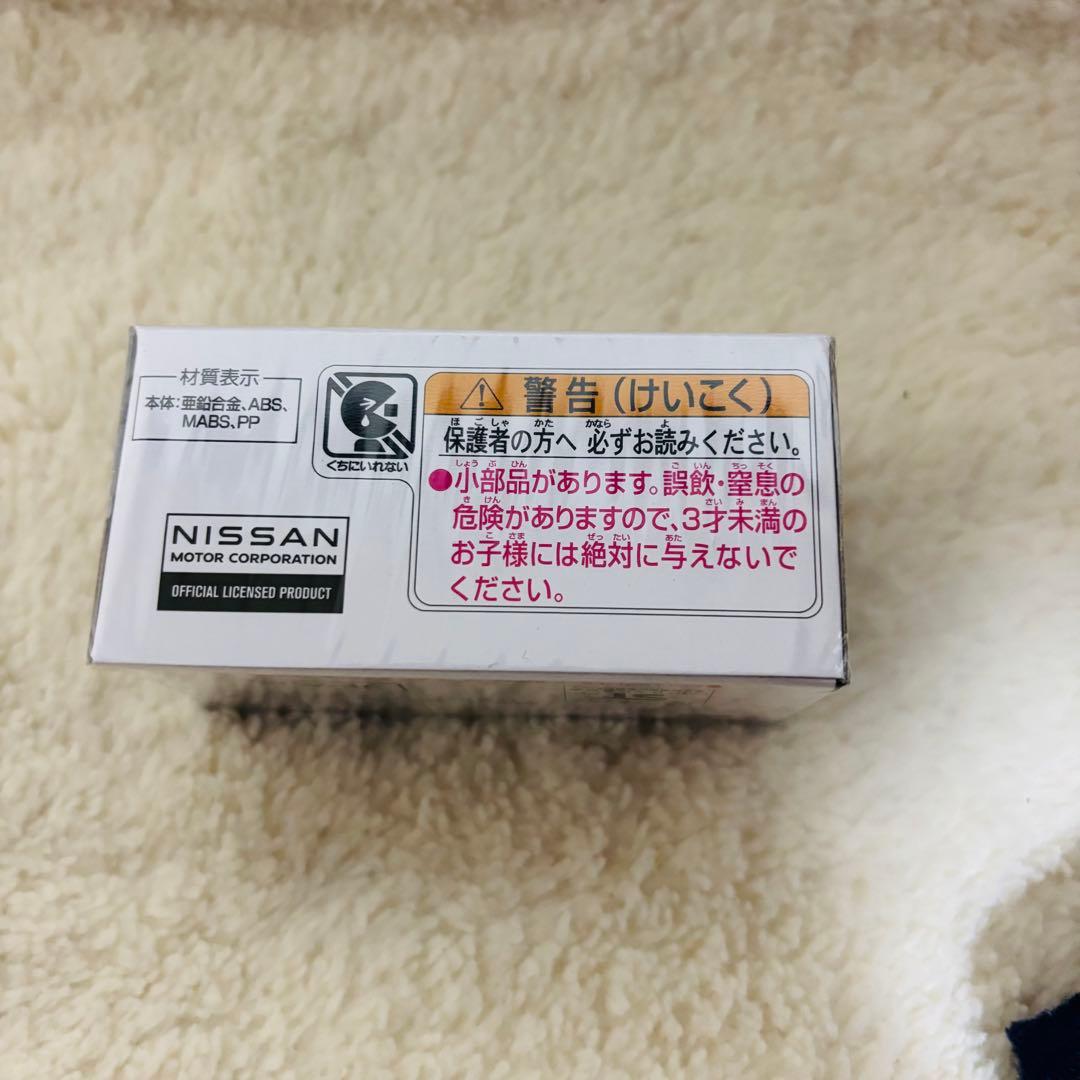 材質表示
本体:亜鉛合金、ABS、
MABS、PP
くちにいれない
NISSAN
MOTOR CORPORATION
OFFICIAL LICENSED PRODUCT
警告(けいこく)
ほごしゃ かた かなら よ
保護者の方へ 必ずお読みください。
しょうぶひん ごいん ちっそく
●小部品があります。誤飲・窒息の
きけん さいみまん
危険がありますので、3才未満の
こさま ぜったい あた
お子様には絶対に与えないで
ください。